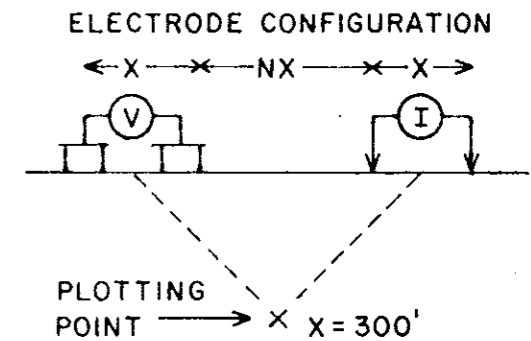 ELECTRODE CONFIGURATION
X NX X
V I
PLOTTING
POINT X = 300'